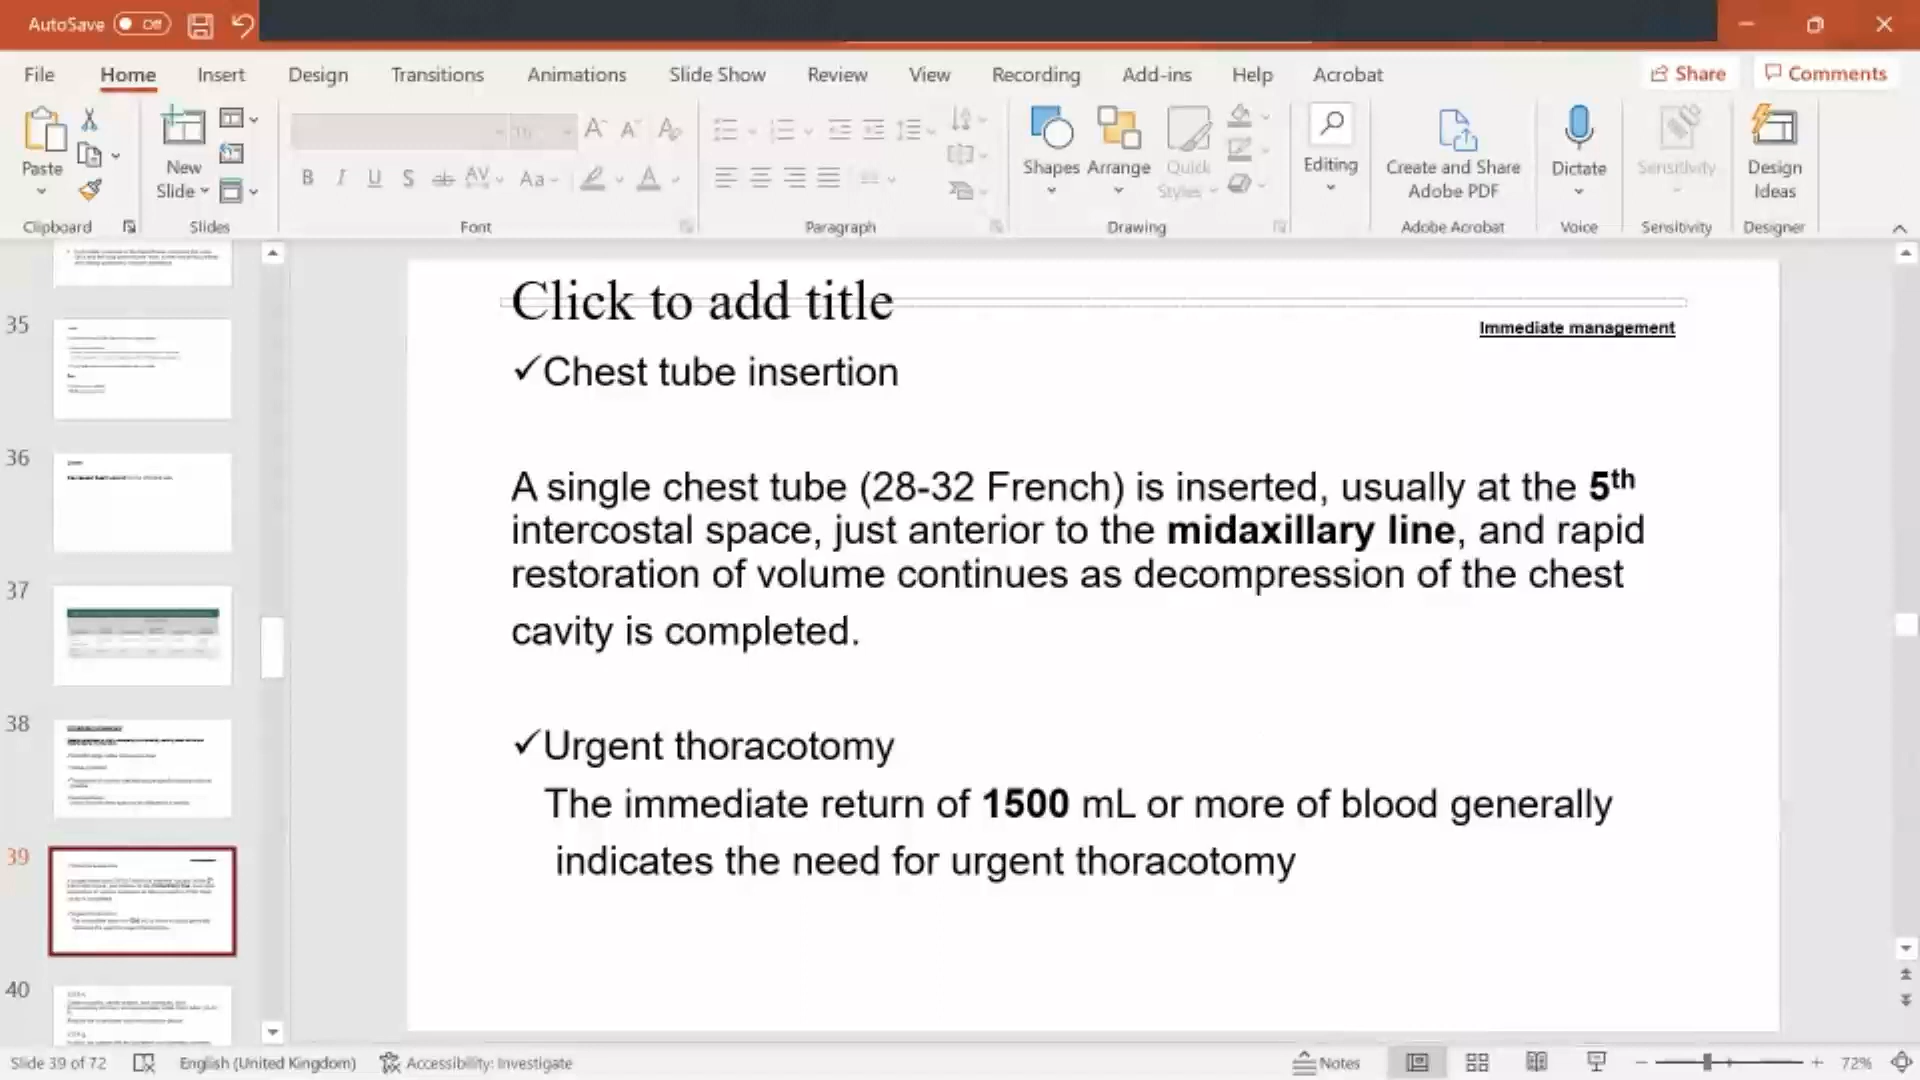 AutoSave Off
File Home Insert Design Transitions Animations Slide Show Review View Recording Add-ins Help Acrobat Share Comments
Paste
New
Slide
16
Shapes Arrange Quick
Styles
Editing
Create and Share
Adobe PDF
Dictate
Sensitivity
Design
Ideas
Clipboard Slides Font Paragraph Drawing Adobe Acrobat Voice Sensitivity Designer
35
36
37
38
39
40
Click to add title
Immediate management
✓Chest tube insertion
A single chest tube (28-32 French) is inserted, usually at the 5th
intercostal space, just anterior to the midaxillary line, and rapid
restoration of volume continues as decompression of the chest
cavity is completed.
✓Urgent thoracotomy
The immediate return of 1500 mL or more of blood generally
indicates the need for urgent thoracotomy
Slide 39 of 72 English (United Kingdom) Accessibility: Investigate Notes 72%